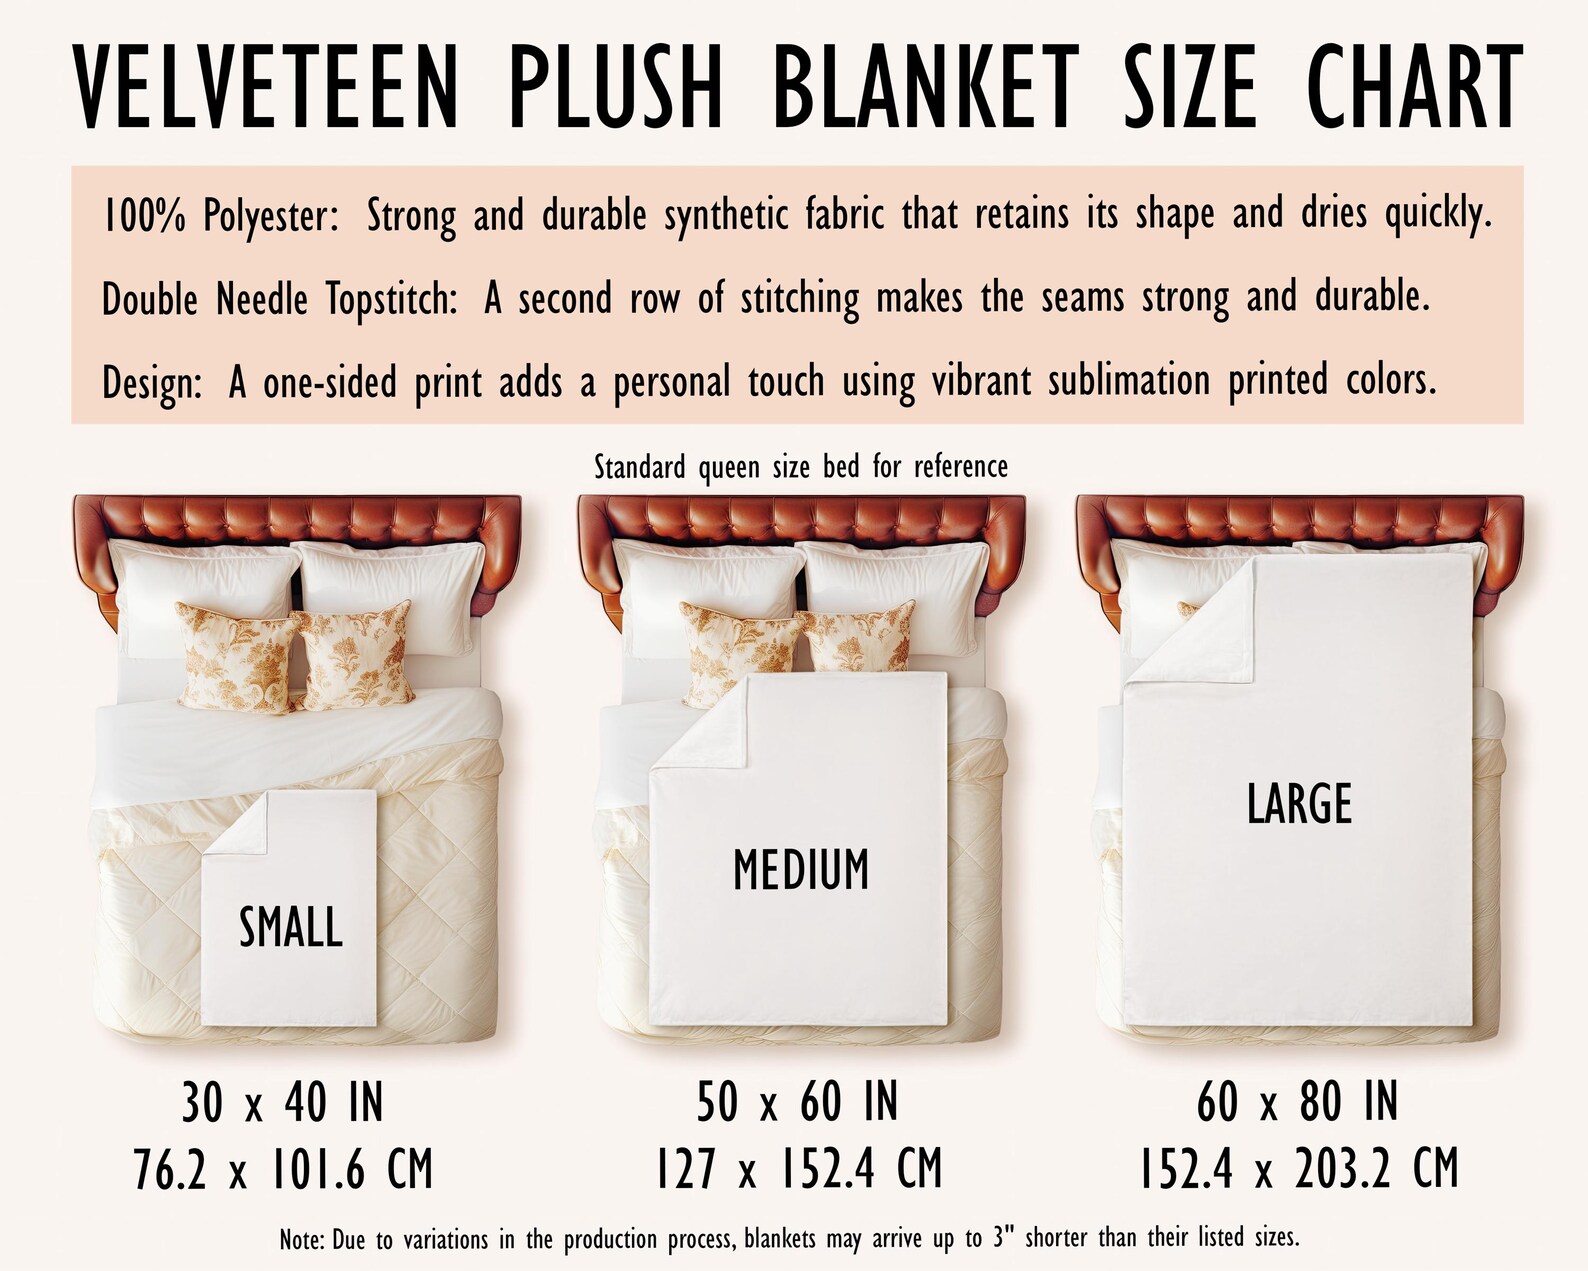 VELVETEEN PLUSH BLANKET SIZE CHART
100% Polyester: Strong and durable synthetic fabric that retains its shape and dries quickly.
Double Needle Topstitch: A second row of stitching makes the seams strong and durable.
Design: A one-sided print adds a personal touch using vibrant sublimation printed colors.
Standard queen size bed for reference
SMALL
MEDIUM
LARGE
30 x 40 IN
76.2 x 101.6 CM
50 x 60 IN
127 x 152.4 CM
60 x 80 IN
152.4 x 203.2 CM
Note: Due to variations in the production process, blankets may arrive up to 3" shorter than their listed sizes.